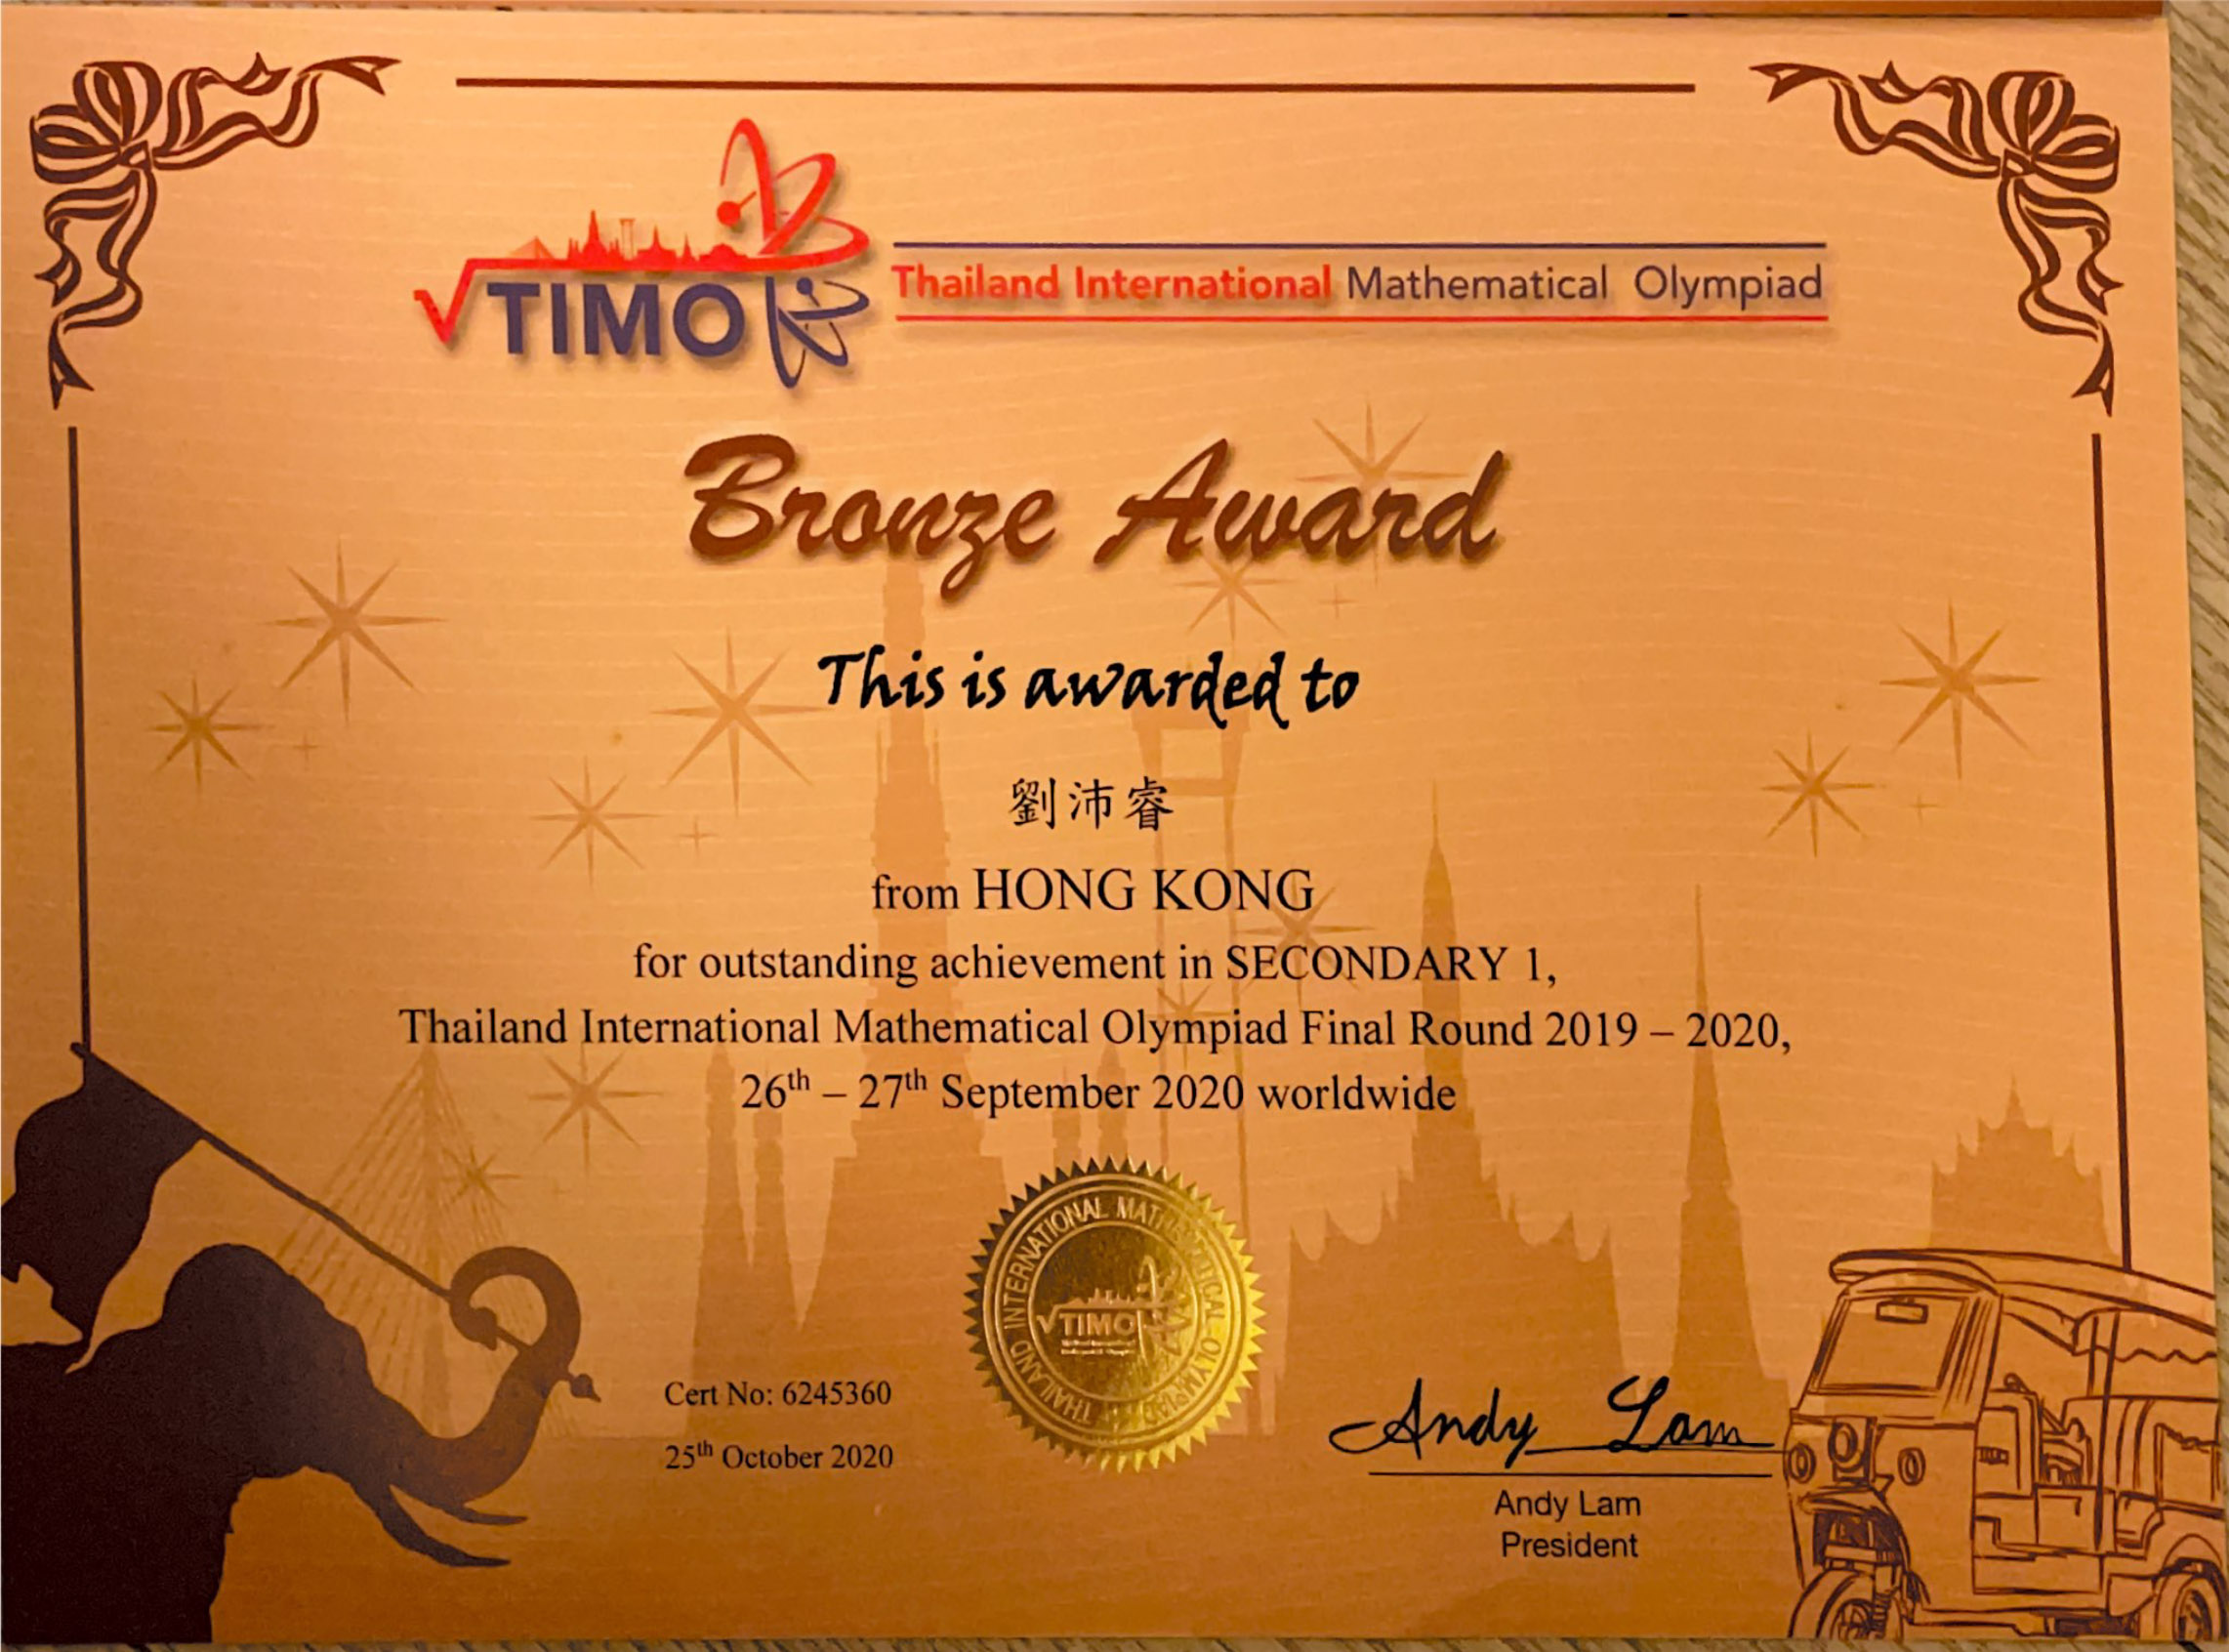 √TIMO
Thailand International Mathematical Olympiad
Bronze Award
This is awarded to
劉沛睿
from HONG KONG
for outstanding achievement in SECONDARY 1,
Thailand International Mathematical Olympiad Final Round 2019 – 2020,
26th – 27th September 2020 worldwide
THAILAND INTERNATIONAL MATHEMATICAL OLYMPIAD
√TIMO
Cert No: 6245360
25th October 2020
Andy Lam
Andy Lam
President